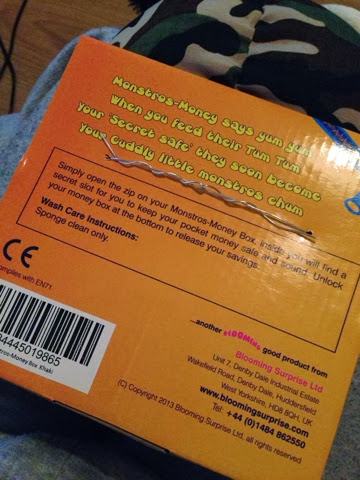 Monstros-Money says yum yum
When you feed their Tum Tum
Your Secret safe they soon become
Your cuddly little monstros chum
Simply open the zip on your Monstros-Money Box, inside you will find a
secret slot for you to keep your pocket money safe and sound. Unlock
your money box at the bottom to release your savings.
Wash Care Instructions:
Sponge clean only.
CE
complies with EN71
44445019865
Monstros-Money Box Khaki
...another BLOOMING good product from
Blooming Surprise Ltd
Unit 7, Denby Dale Industrial Estate
Wakefield Road, Denby Dale, Huddersfield
West Yorkshire, HD8 8QH, UK
www.bloomingsurprise.com
Tel: +44 (0)1484 862550
(C) Copyright 2013 Blooming Surprise Ltd, all rights reserved